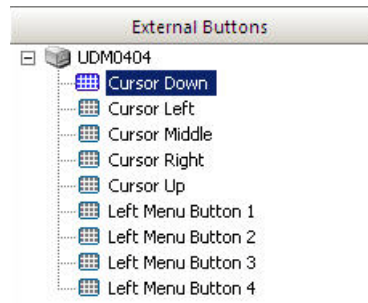 External Buttons
UDM0404
Cursor Down
Cursor Left
Cursor Middle
Cursor Right
Cursor Up
Left Menu Button 1
Left Menu Button 2
Left Menu Button 3
Left Menu Button 4